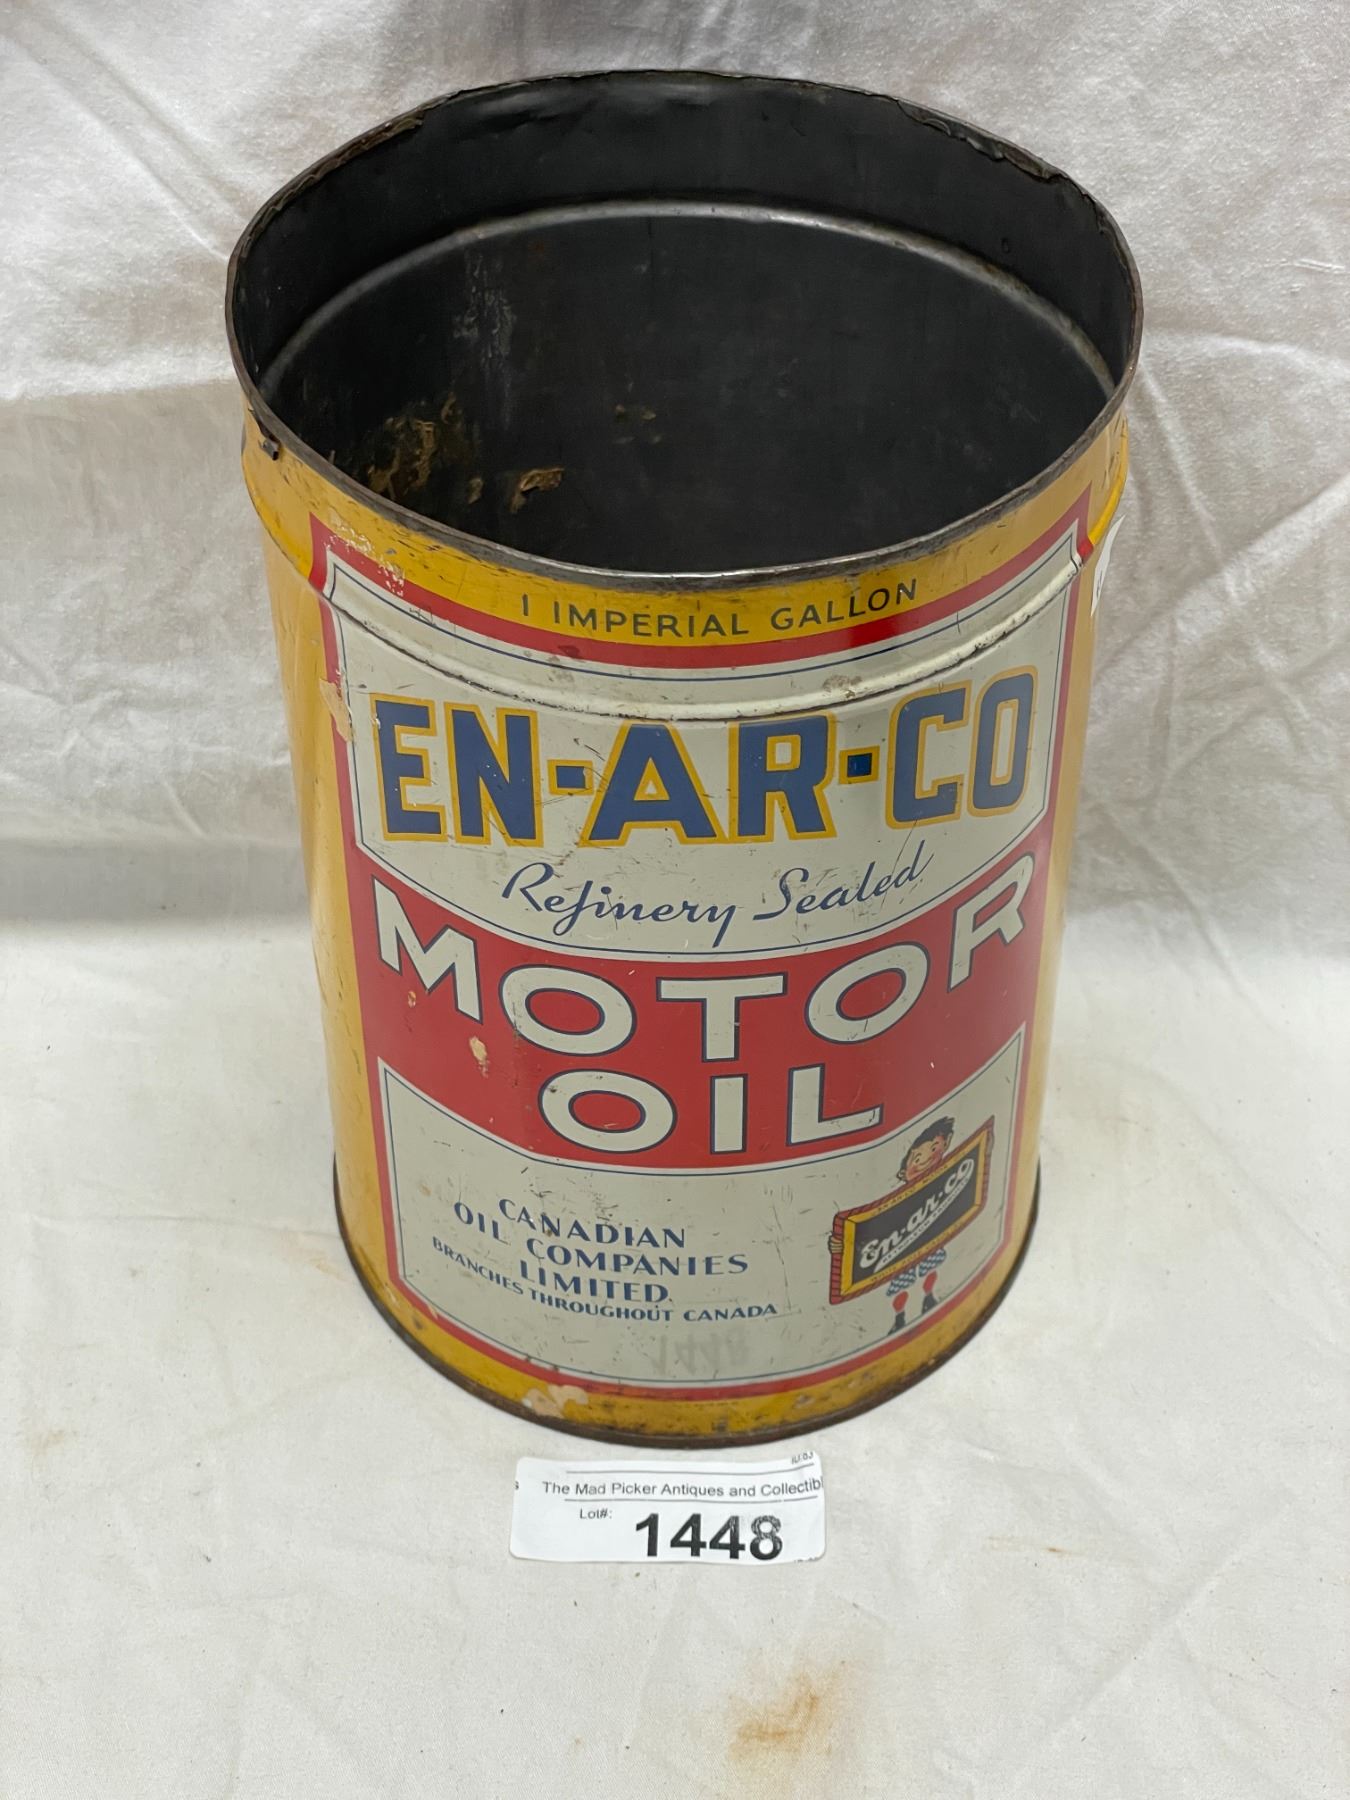 1 IMPERIAL GALLON
EN-AR-CO
Refinery Sealed
MOTOR
OIL
En-ar-co
CANADIAN
OIL COMPANIES
LIMITED.
BRANCHES THROUGHOUT CANADA
1448
The Mad Picker Antiques and Collectibl
Lot#:
1448